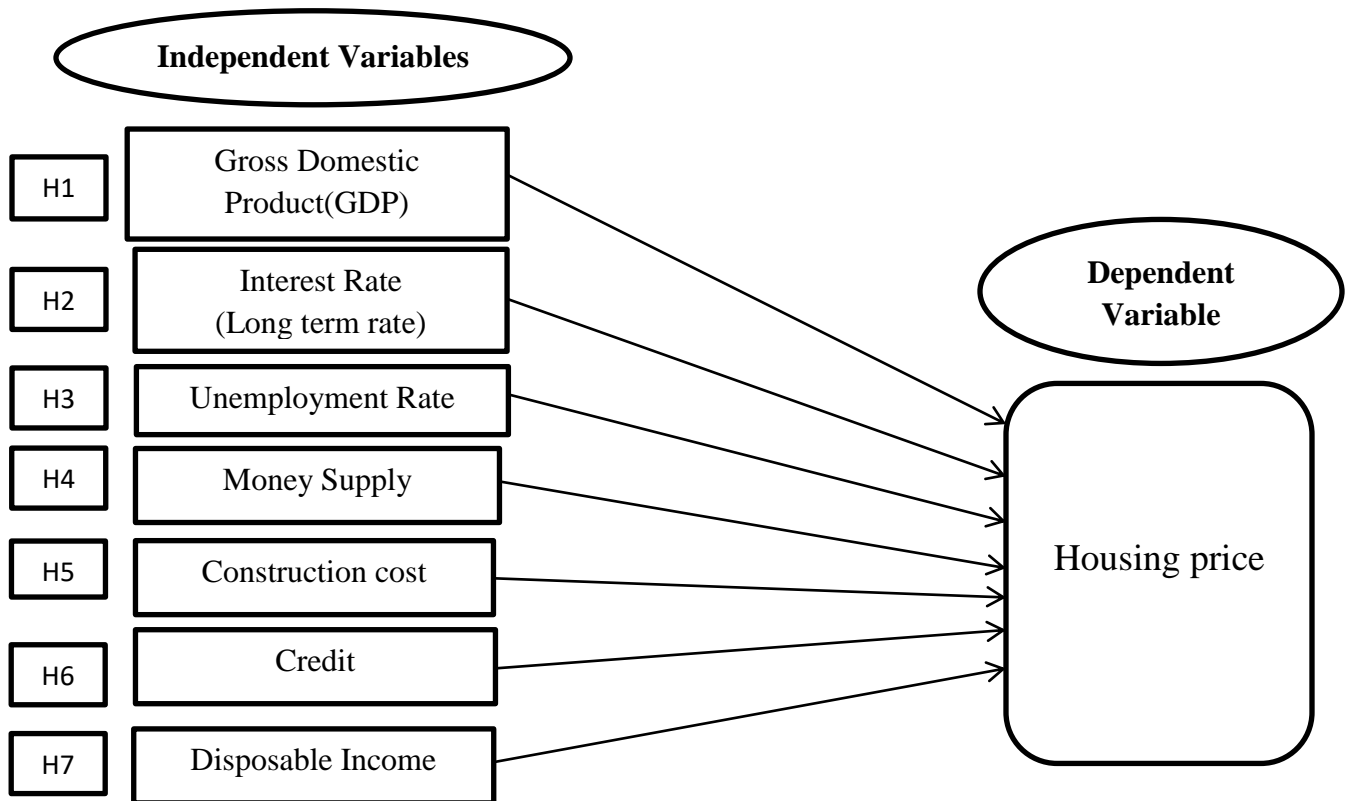 Independent Variables
H1
Gross Domestic
Product(GDP)
H2
Interest Rate
(Long term rate)
H3
Unemployment Rate
H4
Money Supply
H5
Construction cost
H6
Credit
H7
Disposable Income
Dependent
Variable
Housing price